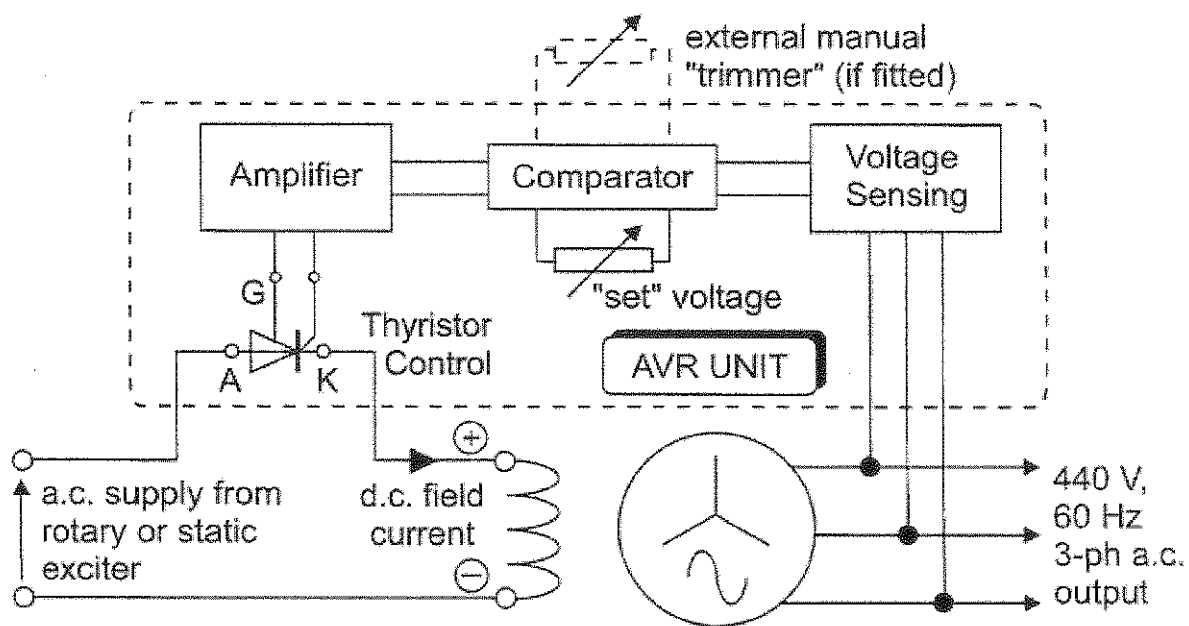 external manual
"trimmer" (if fitted)
Amplifier
Comparator
Voltage
Sensing
G
"set" voltage
Thyristor
Control
A
K
AVR UNIT
+
a.c. supply from
rotary or static
exciter
d.c. field
current
−
440 V,
60 Hz
3-ph a.c.
output